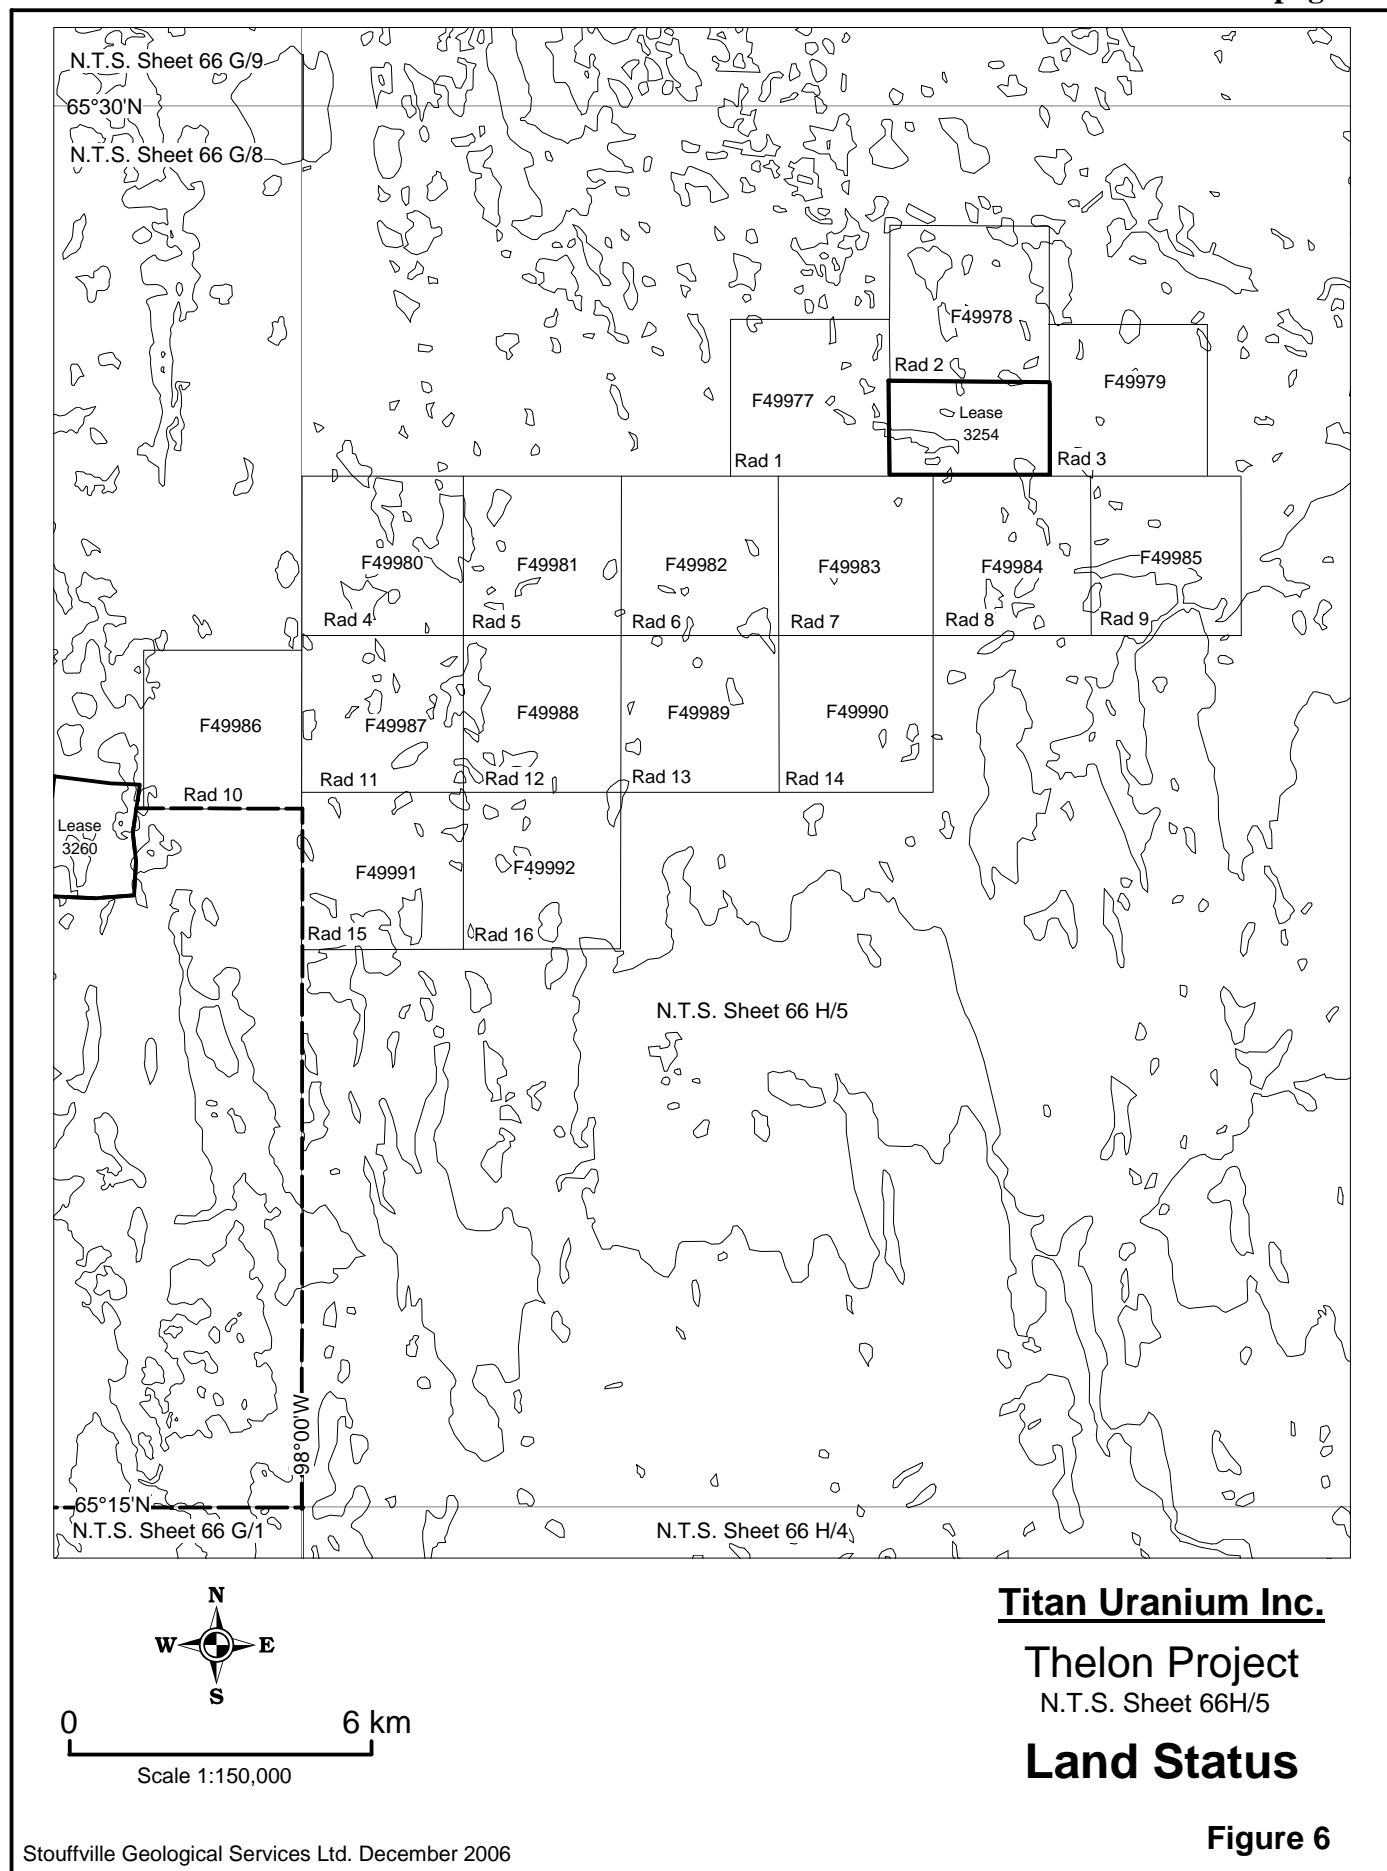 N.T.S. Sheet 66 G/9
65°30'N
N.T.S. Sheet 66 G/8
F49978
Rad 2
F49979
F49977
Lease
3254
Rad 1
Rad 3
F49980
F49981
F49982
F49983
F49984
F49985
Rad 4
Rad 5
Rad 6
Rad 7
Rad 8
Rad 9
F49986
F49987
F49988
F49989
F49990
Rad 10
Rad 11
Rad 12
Rad 13
Rad 14
Lease
3260
F49991
F49992
Rad 15
Rad 16
N.T.S. Sheet 66 H/5
98°00'W
65°15'N
N.T.S. Sheet 66 G/1
N.T.S. Sheet 66 H/4
N
W
E
S
0
6 km
Scale 1:150,000
Titan Uranium Inc.
Thelon Project
N.T.S. Sheet 66H/5
Land Status
Figure 6
Stouffville Geological Services Ltd. December 2006